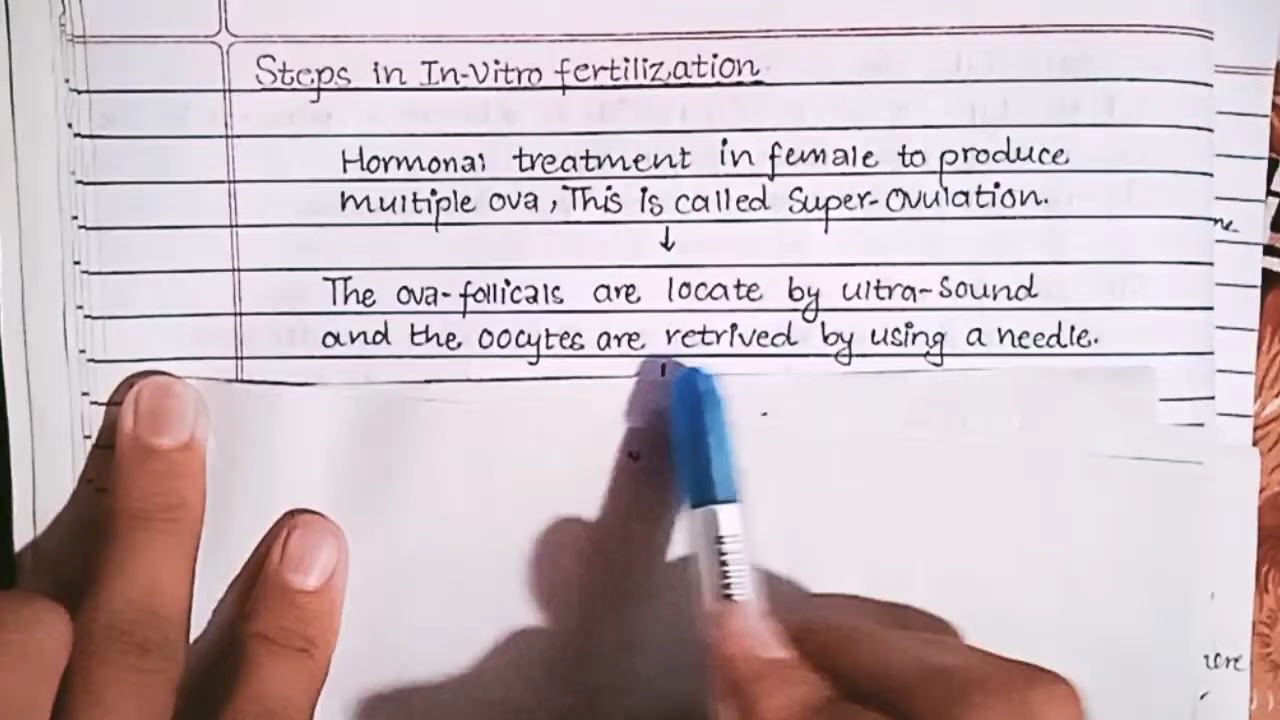 Steps in In-Vitro fertilization
Hormonal treatment in female to produce
multiple ova, This is called Super-Ovulation.
↓
The ova-follicals are locate by ultra-sound
and the oocytes are retrived by using a needle.